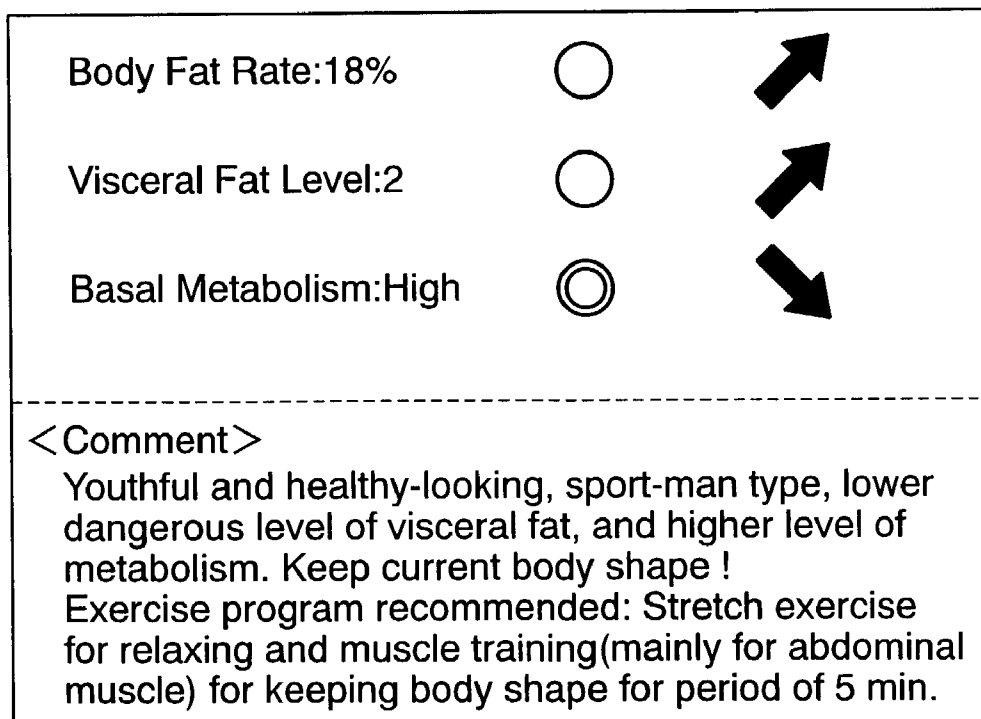 Body Fat Rate:18%
Visceral Fat Level:2
Basal Metabolism:High
<Comment>
Youthful and healthy-looking, sport-man type, lower
dangerous level of visceral fat, and higher level of
metabolism. Keep current body shape !
Exercise program recommended: Stretch exercise
for relaxing and muscle training(mainly for abdominal
muscle) for keeping body shape for period of 5 min.